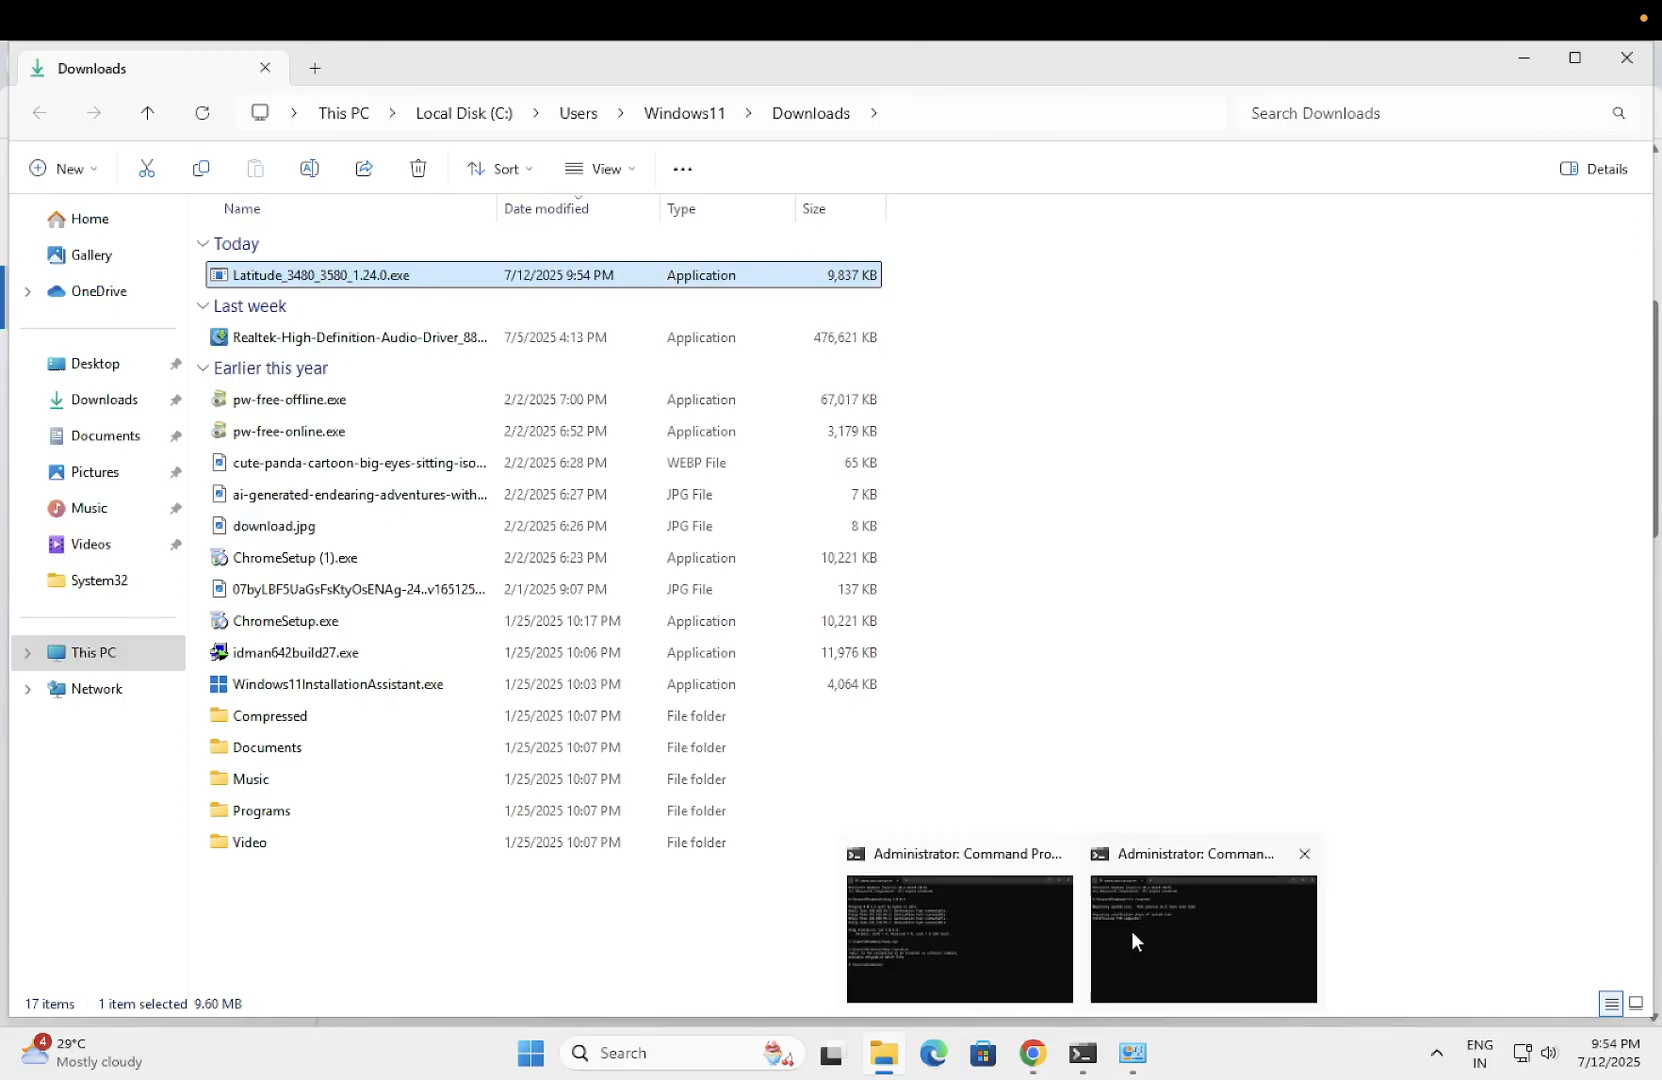 Downloads
This PC > Local Disk (C:) > Users > Windows11 > Downloads >
Search Downloads
New
Sort
View
Details
Name Date modified Type Size
Home
Gallery
OneDrive
Desktop
Downloads
Documents
Pictures
Music
Videos
System32
This PC
Network
Today
Latitude_3480_3580_1.24.0.exe 7/12/2025 9:54 PM Application 9,837 KB
Last week
Realtek-High-Definition-Audio-Driver_88... 7/5/2025 4:13 PM Application 476,621 KB
Earlier this year
pw-free-offline.exe 2/2/2025 7:00 PM Application 67,017 KB
pw-free-online.exe 2/2/2025 6:52 PM Application 3,179 KB
cute-panda-cartoon-big-eyes-sitting-iso... 2/2/2025 6:28 PM WEBP File 65 KB
ai-generated-endearing-adventures-with... 2/2/2025 6:27 PM JPG File 7 KB
download.jpg 2/2/2025 6:26 PM JPG File 8 KB
ChromeSetup (1).exe 2/2/2025 6:23 PM Application 10,221 KB
07byLBF5UaGsFsKtyOsENAg-24..v165125... 2/1/2025 9:07 PM JPG File 137 KB
ChromeSetup.exe 1/25/2025 10:17 PM Application 10,221 KB
idman642build27.exe 1/25/2025 10:06 PM Application 11,976 KB
Windows11InstallationAssistant.exe 1/25/2025 10:03 PM Application 4,064 KB
Compressed 1/25/2025 10:07 PM File folder
Documents 1/25/2025 10:07 PM File folder
Music 1/25/2025 10:07 PM File folder
Programs 1/25/2025 10:07 PM File folder
Video 1/25/2025 10:07 PM File folder
Administrator: Command Pro...
Administrator: Comman...
17 items 1 item selected 9.60 MB
4
29°C
Mostly cloudy
Search
ENG
IN
9:54 PM
7/12/2025